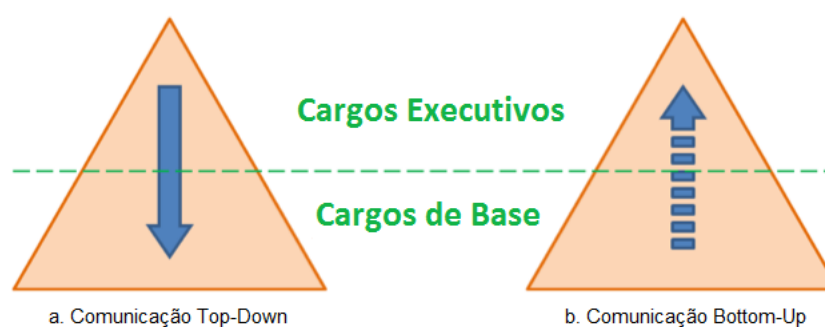 Cargos Executivos
Cargos de Base
a. Comunicação Top-Down
b. Comunicação Bottom-Up